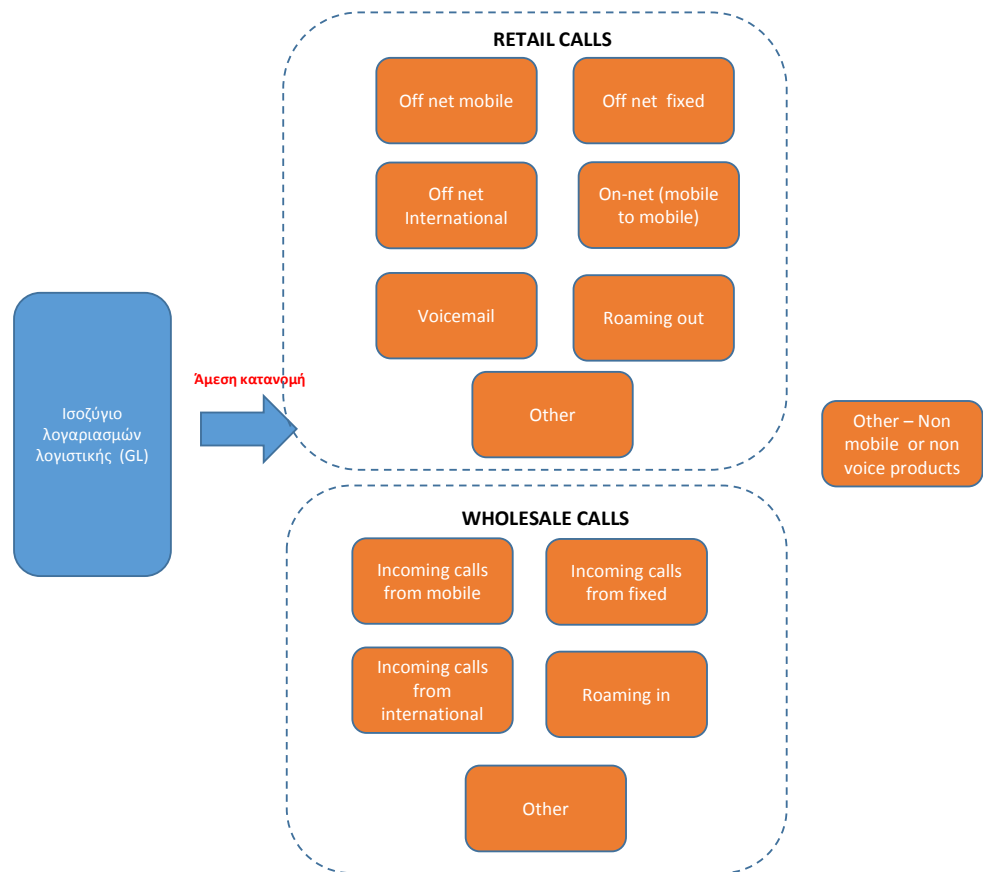 RETAIL CALLS
Off net mobile
Off net fixed
Off net
International
On-net (mobile
to mobile)
Voicemail
Roaming out
Other
Άμεση κατανομή
Ισοζύγιο
λογαριασμών
λογιστικής (GL)
Other – Non
mobile or non
voice products
WHOLESALE CALLS
Incoming calls
from mobile
Incoming calls
from fixed
Incoming calls
from
international
Roaming in
Other